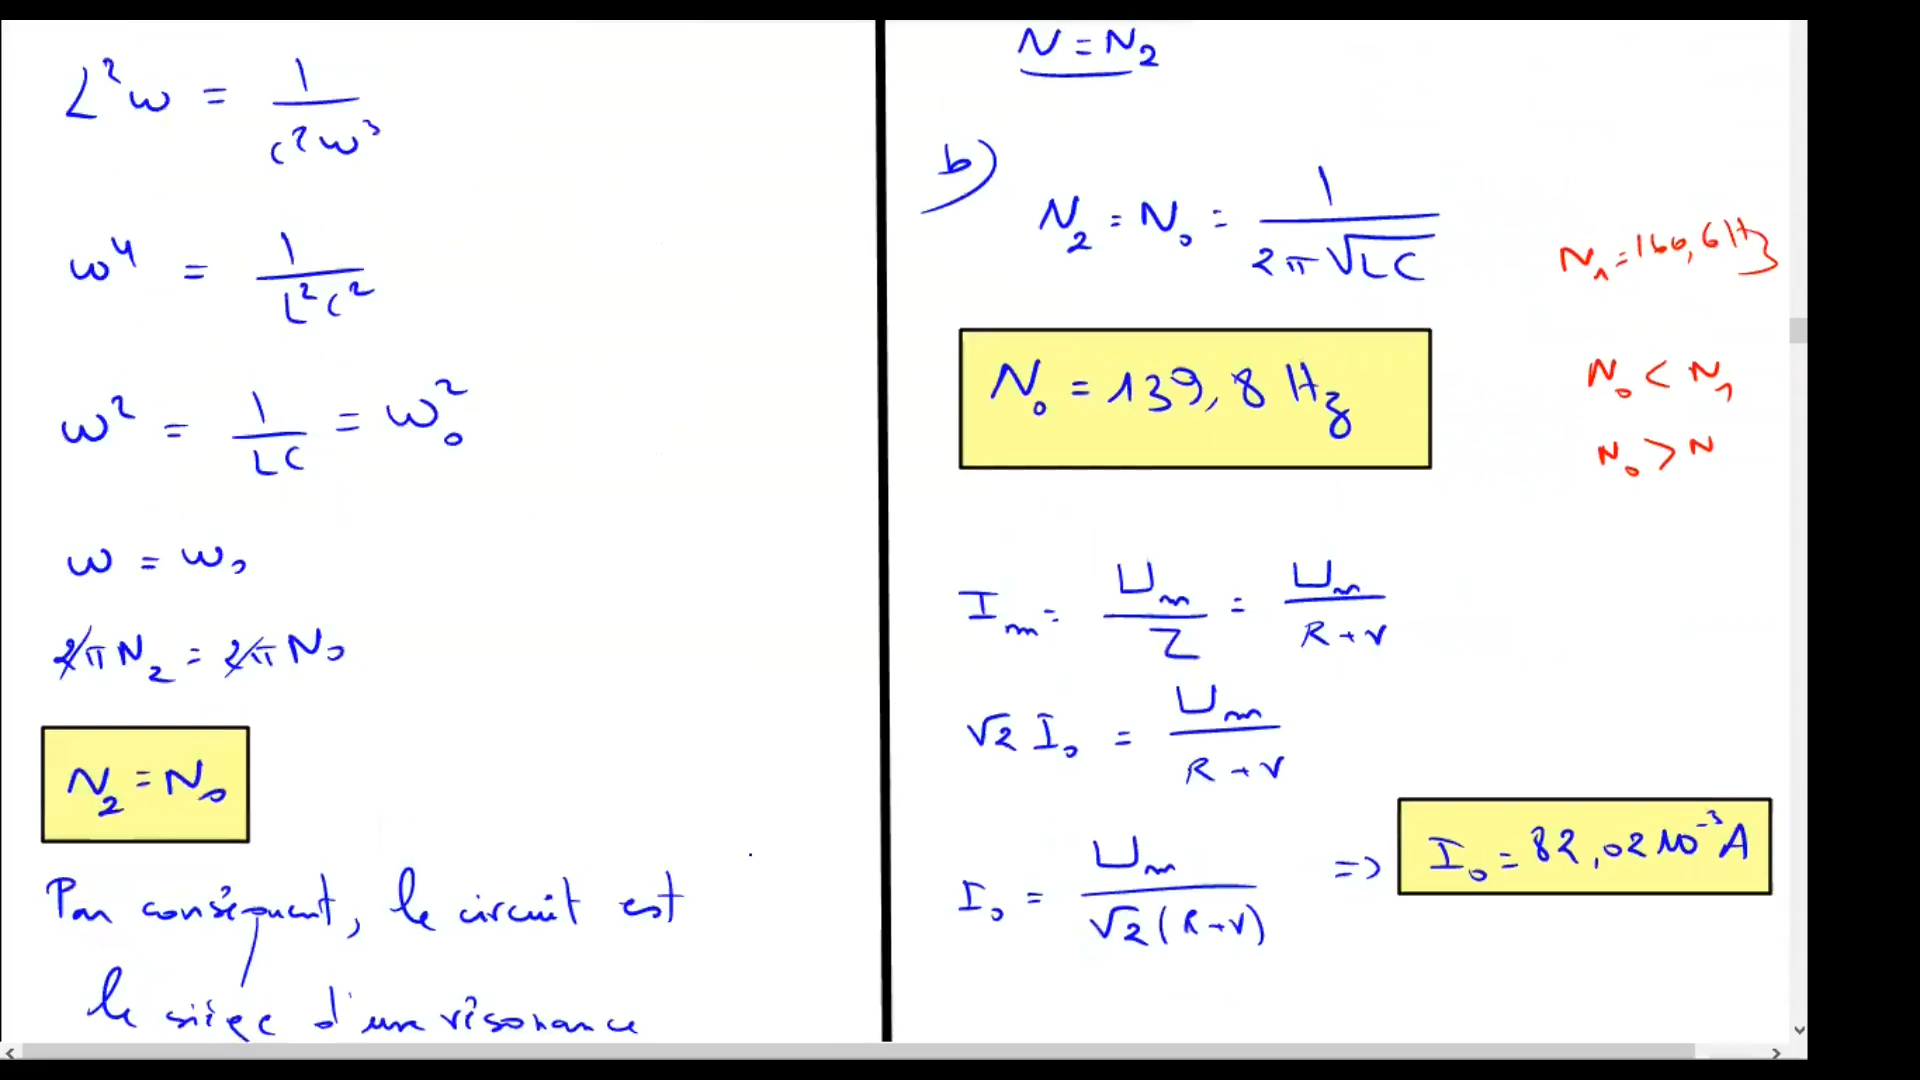 L²ω = 1/(C²ω³)
ω⁴ = 1/(L²C²)
ω² = 1/(LC) = ω₀²
ω = ω₀
2πN₂ = 2πN₀
N₂ = N₀
Par conséquent, le circuit est
le siège d'une résonance
N = N₂
b)
N₂ = N₀ = 1/(2π√LC)
N₀ = 139,8 Hz
N₁ = 160,6 Hz
N₀ < N₁
N₀ > N
Iₘ = Uₘ/Z = Uₘ/(R+r)
√2 I₀ = Uₘ/(R+r)
I₀ = Uₘ/(√2(R+r)) => I₀ = 82,02 10⁻³ A